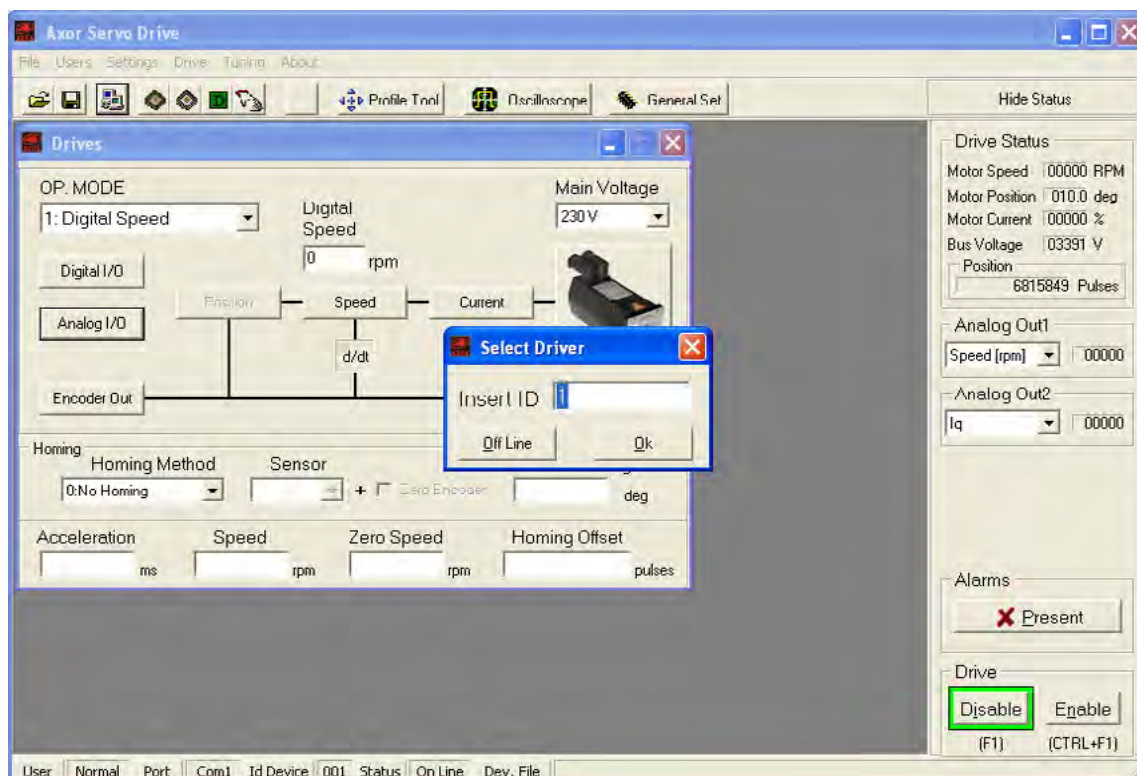 Axor Servo Drive
File Users Settings Drive Tuning About
Profile Tool Oscilloscope General Set Hide Status
Drives
OP. MODE
1: Digital Speed
Digital
Speed
0 rpm
Main Voltage
230 V
Digital I/O
Analog I/O
Encoder Out
Position Speed Current
d/dt
Select Driver
Insert ID 1
Off Line Ok
Homing
Homing Method Sensor
0:No Homing + Zero Encoder deg
Acceleration Speed Zero Speed Homing Offset
ms rpm rpm pulses
Drive Status
Motor Speed 00000 RPM
Motor Position 010.0 deg
Motor Current 00000 %
Bus Voltage 03391 V
Position
6815849 Pulses
Analog Out1
Speed [rpm] 00000
Analog Out2
Iq 00000
Alarms
Present
Drive
Disable Enable
(F1) (CTRL+F1)
User Normal Port Com1 Id Device 001 Status On Line Dev. File